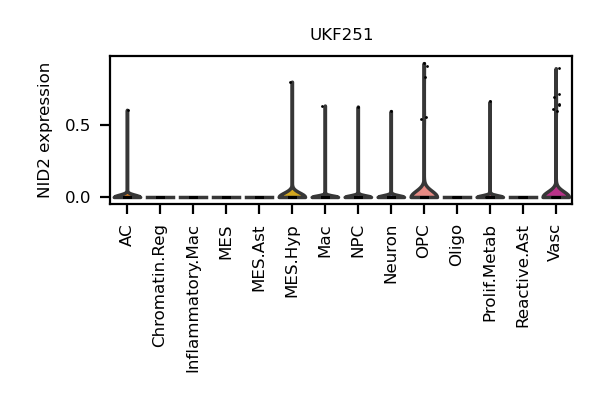 UKF251
NID2 expression
0.5
0.0
AC
Chromatin.Reg
Inflammatory.Mac
MES
MES.Ast
MES.Hyp
Mac
NPC
Neuron
OPC
Oligo
Prolif.Metab
Reactive.Ast
Vasc